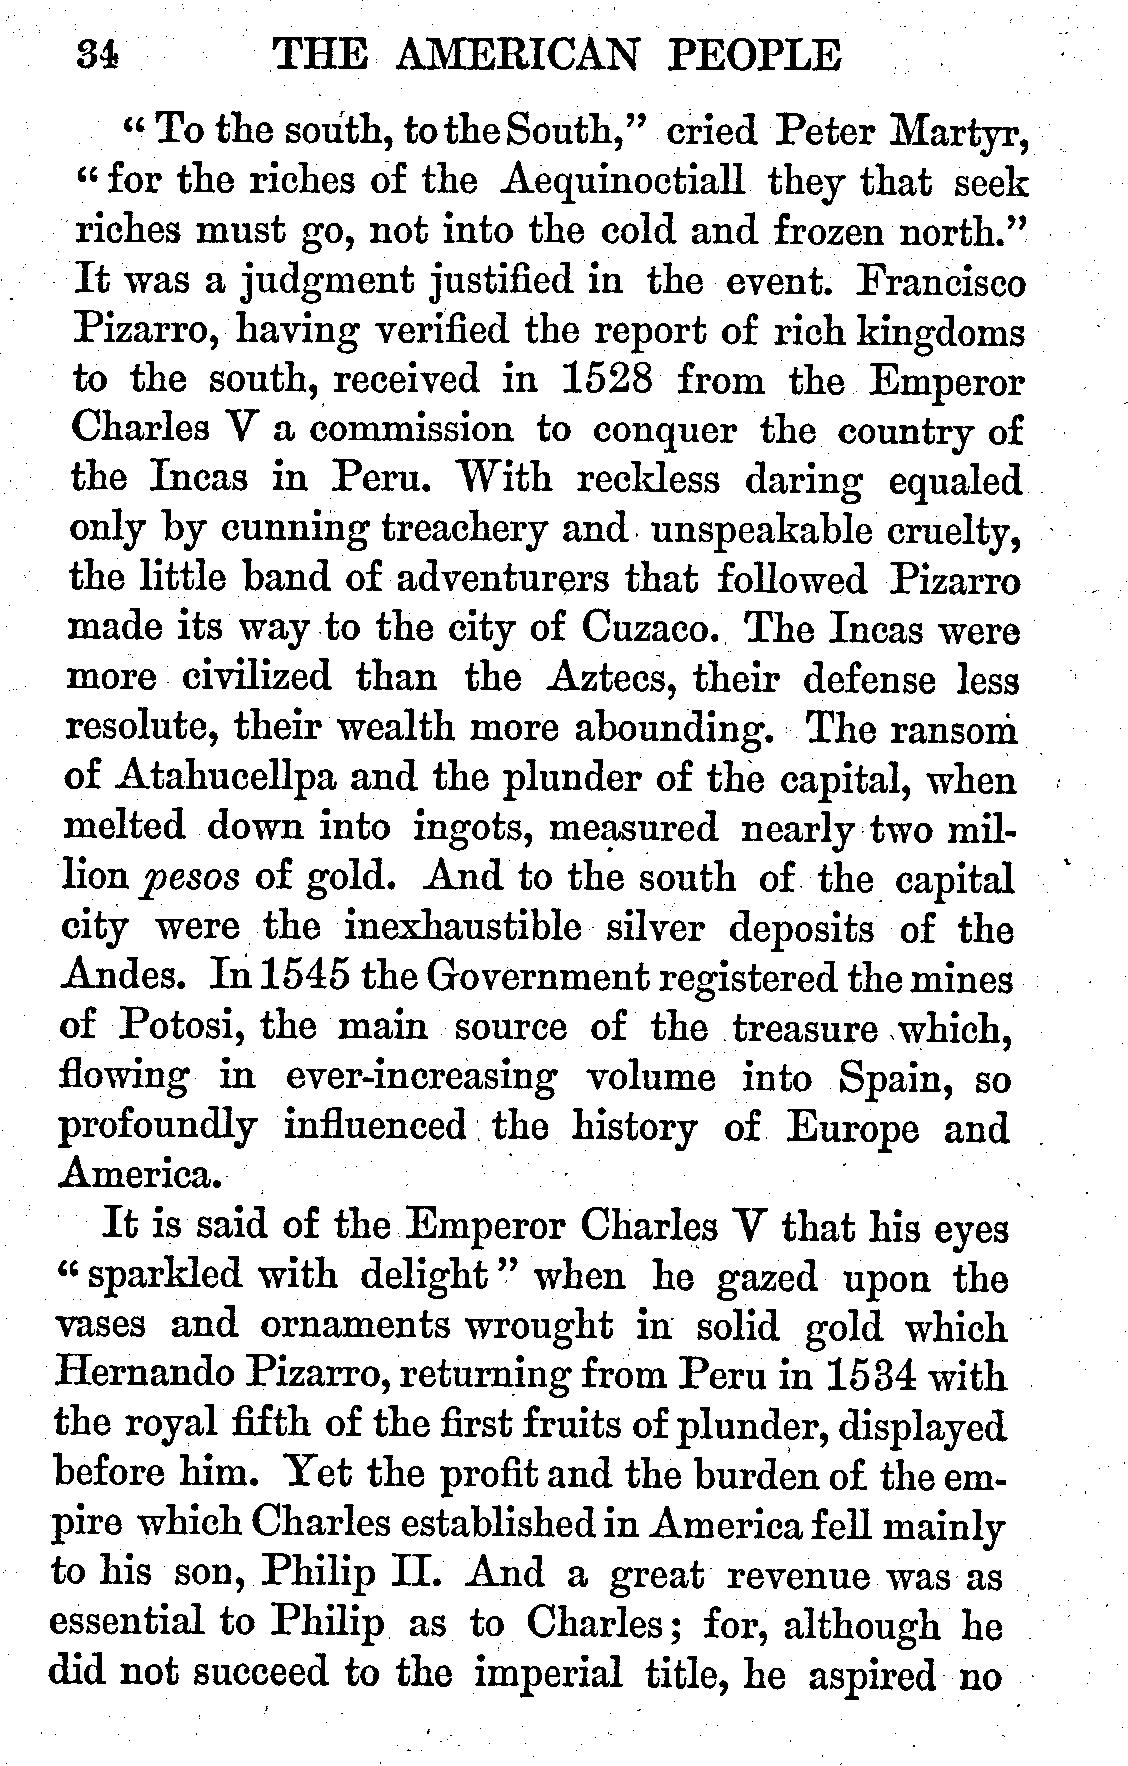 34 THE AMERICAN PEOPLE
“To the south, to the South,” cried Peter Martyr,
“for the riches of the Aequinoctiall they that seek
riches must go, not into the cold and frozen north.”
It was a judgment justified in the event. Francisco
Pizarro, having verified the report of rich kingdoms
to the south, received in 1528 from the Emperor
Charles V a commission to conquer the country of
the Incas in Peru. With reckless daring equaled
only by cunning treachery and unspeakable cruelty,
the little band of adventurers that followed Pizarro
made its way to the city of Cuzaco. The Incas were
more civilized than the Aztecs, their defense less
resolute, their wealth more abounding. The ransom
of Atahucellpa and the plunder of the capital, when
melted down into ingots, measured nearly two mil-
lion pesos of gold. And to the south of the capital
city were the inexhaustible silver deposits of the
Andes. In 1545 the Government registered the mines
of Potosi, the main source of the treasure which,
flowing in ever-increasing volume into Spain, so
profoundly influenced the history of Europe and
America.
It is said of the Emperor Charles V that his eyes
“sparkled with delight” when he gazed upon the
vases and ornaments wrought in solid gold which
Hernando Pizarro, returning from Peru in 1534 with
the royal fifth of the first fruits of plunder, displayed
before him. Yet the profit and the burden of the em-
pire which Charles established in America fell mainly
to his son, Philip II. And a great revenue was as
essential to Philip as to Charles; for, although he
did not succeed to the imperial title, he aspired no